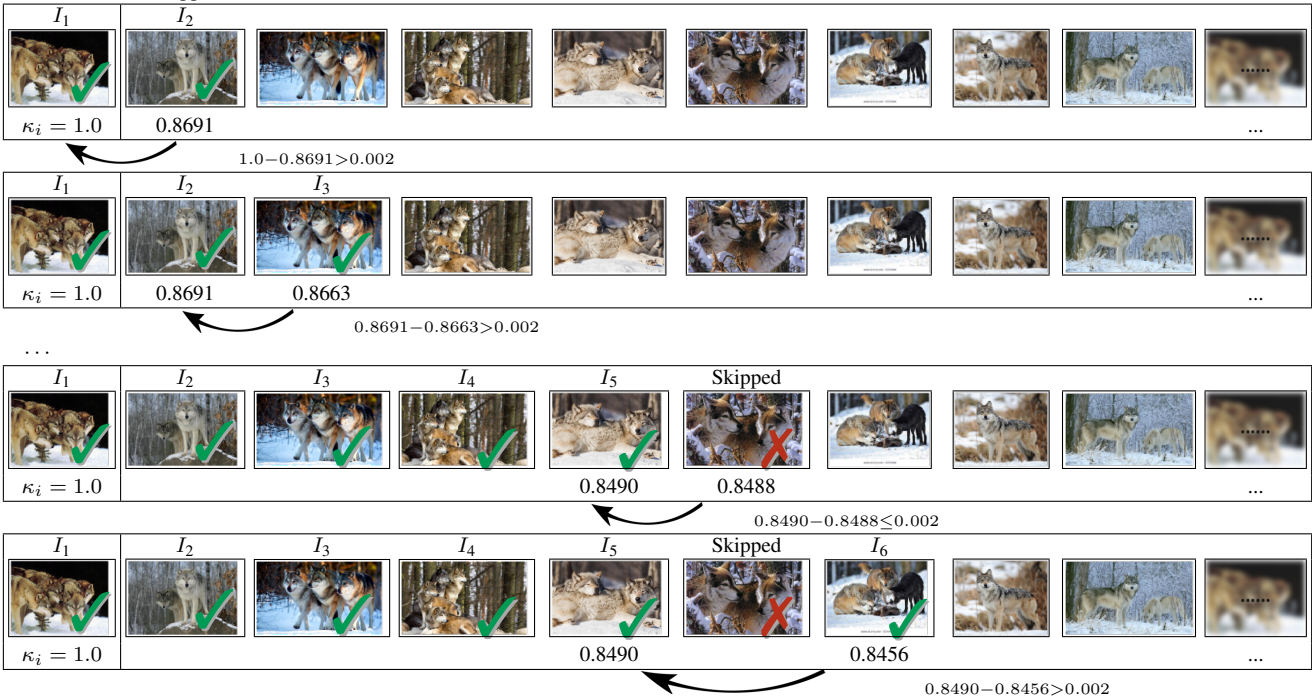 I₁ I₂
......
κᵢ = 1.0 0.8691 ...
1.0−0.8691>0.002
I₁ I₂ I₃
......
κᵢ = 1.0 0.8691 0.8663 ...
0.8691−0.8663>0.002
...
I₁ I₂ I₃ I₄ I₅ Skipped
......
κᵢ = 1.0 0.8490 0.8488 ...
0.8490−0.8488≤0.002
I₁ I₂ I₃ I₄ I₅ Skipped I₆
......
κᵢ = 1.0 0.8490 0.8456 ...
0.8490−0.8456>0.002